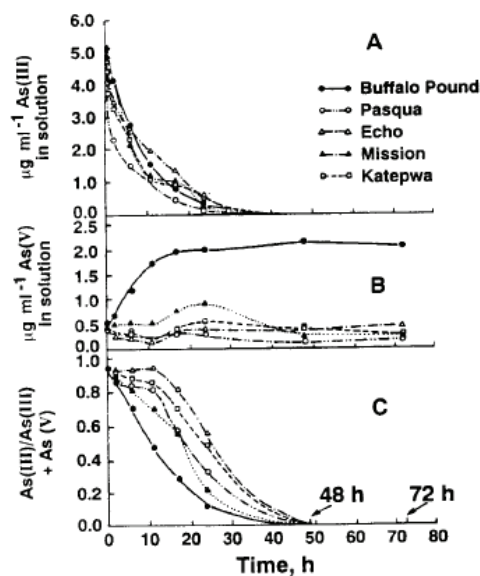 6.0
5.0
4.0
3.0
2.0
1.0
0.0
µg ml⁻¹ As(III)
in solution
A
Buffalo Pound
Pasqua
Echo
Mission
Katepwa
2.5
2.0
1.5
1.0
0.5
0.0
µg ml⁻¹ As(V)
in solution
B
1.0
0.8
0.6
0.4
0.2
0.0
As(III)/As(III)
+ As (V)
C
48 h
72 h
0 10 20 30 40 50 60 70 80
Time, h